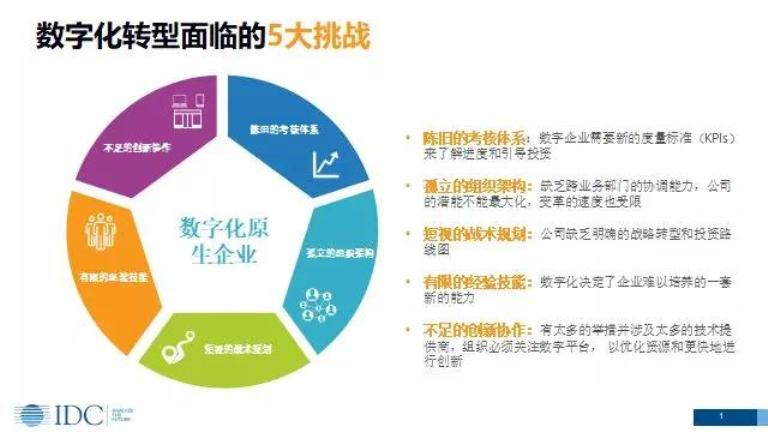 数字化转型面临的5大挑战
不足的创新协作
陈旧的考核体系
有限的经验技能
孤立的组织架构
短视的战术规划
数字化原
生企业
• 陈旧的考核体系：数字企业需要新的度量标准（KPIs）
来了解进度和引导投资
• 孤立的组织架构：缺乏跨业务部门的协调能力，公司
的潜能不能最大化，变革的速度也受限
• 短视的战术规划：公司缺乏明确的战略转型和投资路
线图
• 有限的经验技能：数字化决定了企业难以培养的一套
新的能力
• 不足的创新协作：有太多的举措并涉及太多的技术提
供商，组织必须关注数字平台， 以优化资源和更快地进
行创新
IDC
ANALYZE
THE
FUTURE
1